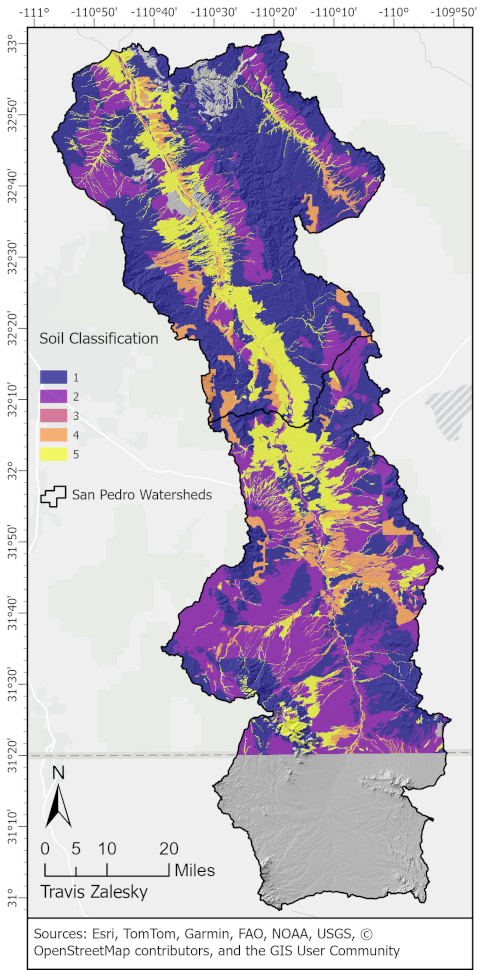 -111° -110°50' -110°40' -110°30' -110°20' -110°10' -110° -109°50'
33°
32°50'
32°40'
32°30'
32°20'
Soil Classification
1
2
32°10'
3
4
5
32°
San Pedro Watersheds
31°50'
31°40'
31°30'
31°20'
N
31°10'
0 5 10 20
Miles
Travis Zalesky
31°
Sources: Esri, TomTom, Garmin, FAO, NOAA, USGS, ©
OpenStreetMap contributors, and the GIS User Community